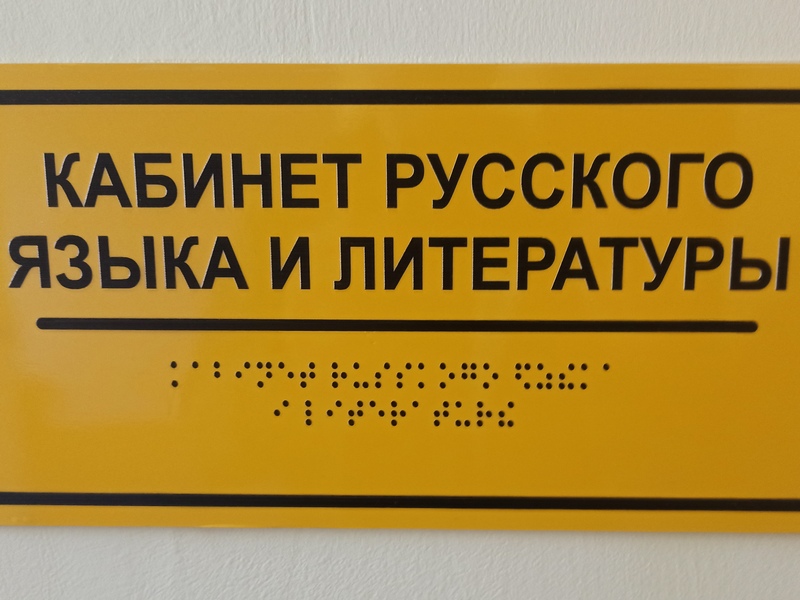 КАБИНЕТ РУССКОГО
ЯЗЫКА И ЛИТЕРАТУРЫ
⠅⠁⠃⠊⠝⠑⠞ ⠗⠥⠎⠎⠅⠕⠛⠕ ⠫⠵⠮⠅⠁
⠊ ⠇⠊⠞⠑⠗⠁⠞⠥⠗⠮